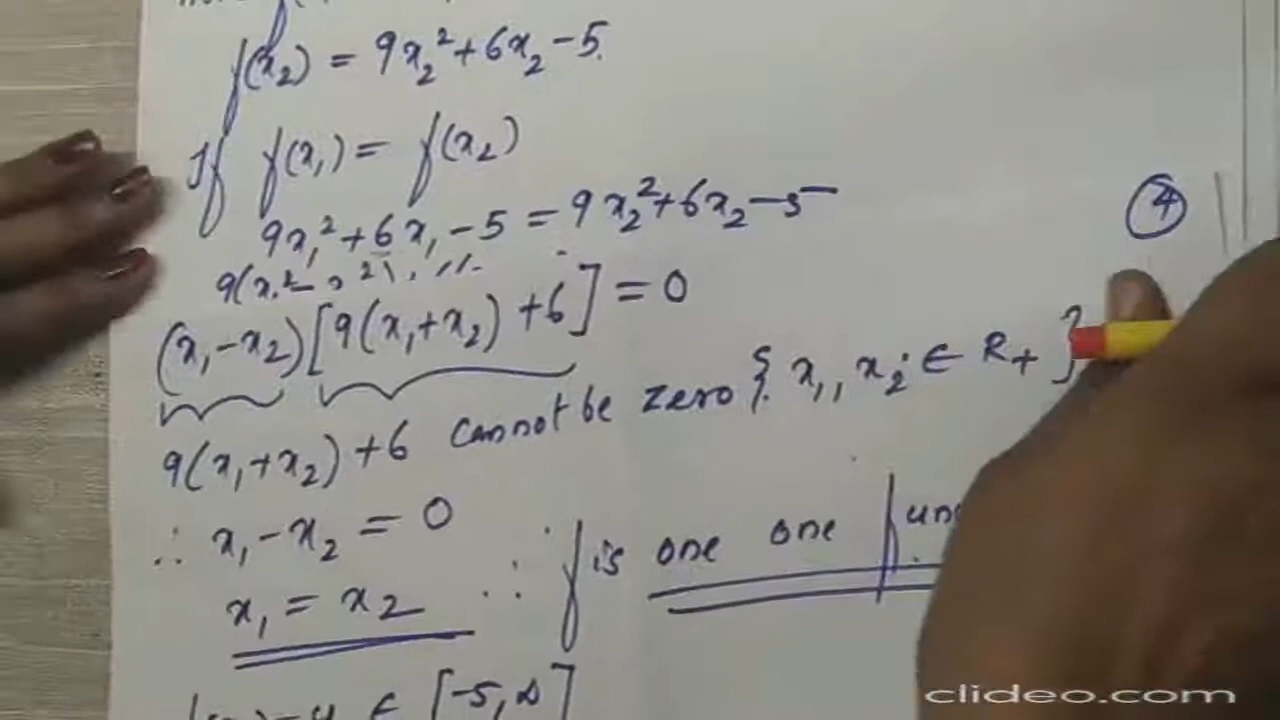 f(x₂) = 9x₂² + 6x₂ - 5.
If f(x₁) = f(x₂)
9x₁² + 6x₁ - 5 = 9x₂² + 6x₂ - 5
④
(x₁ - x₂) [9(x₁ + x₂) + 6] = 0
9(x₁ + x₂) + 6 cannot be zero { x₁, x₂ ∈ R₊ }
∴ x₁ - x₂ = 0 ∴ f is one one
x₁ = x₂
∈ [-5, ∞]
clideo.com